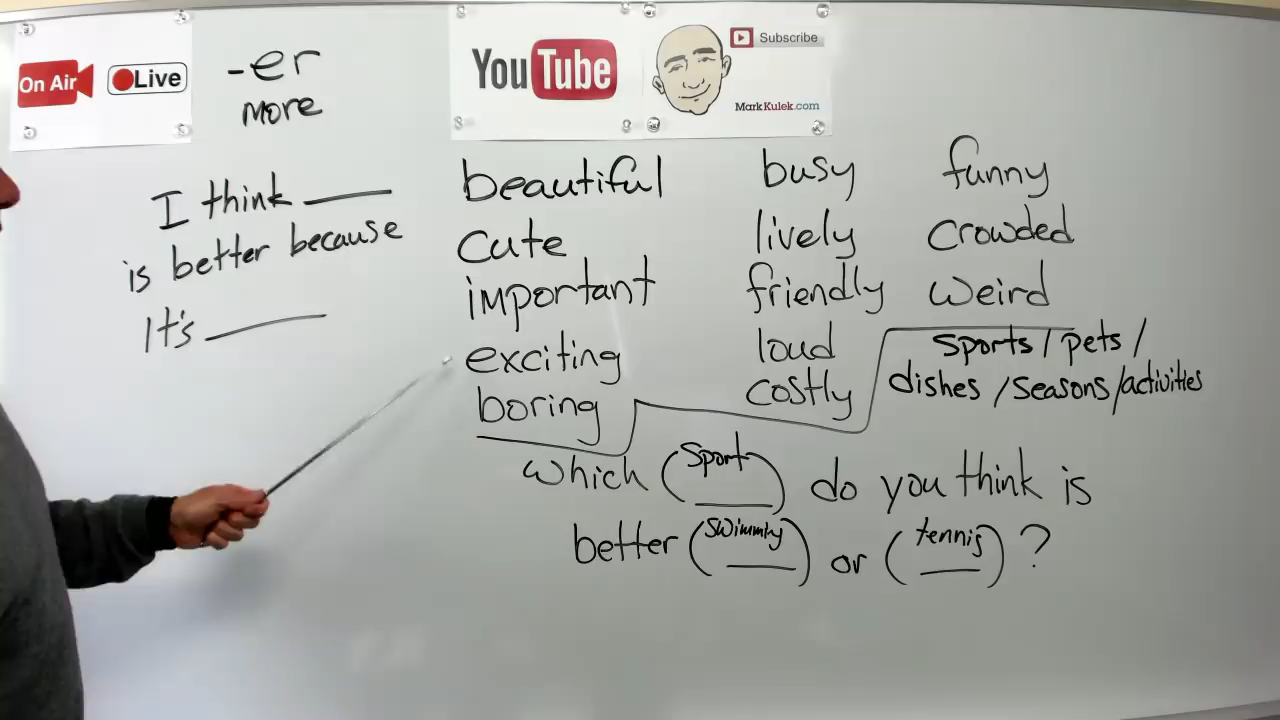 On Air
Live
-er
more
YouTube
Subscribe
MarkKulek.com
I think ____
is better because
It's ____
beautiful
cute
important
exciting
boring
busy
lively
friendly
loud
costly
funny
crowded
weird
sports / pets /
dishes / seasons / activities
which (sport) do you think is
better (swimming) or (tennis) ?